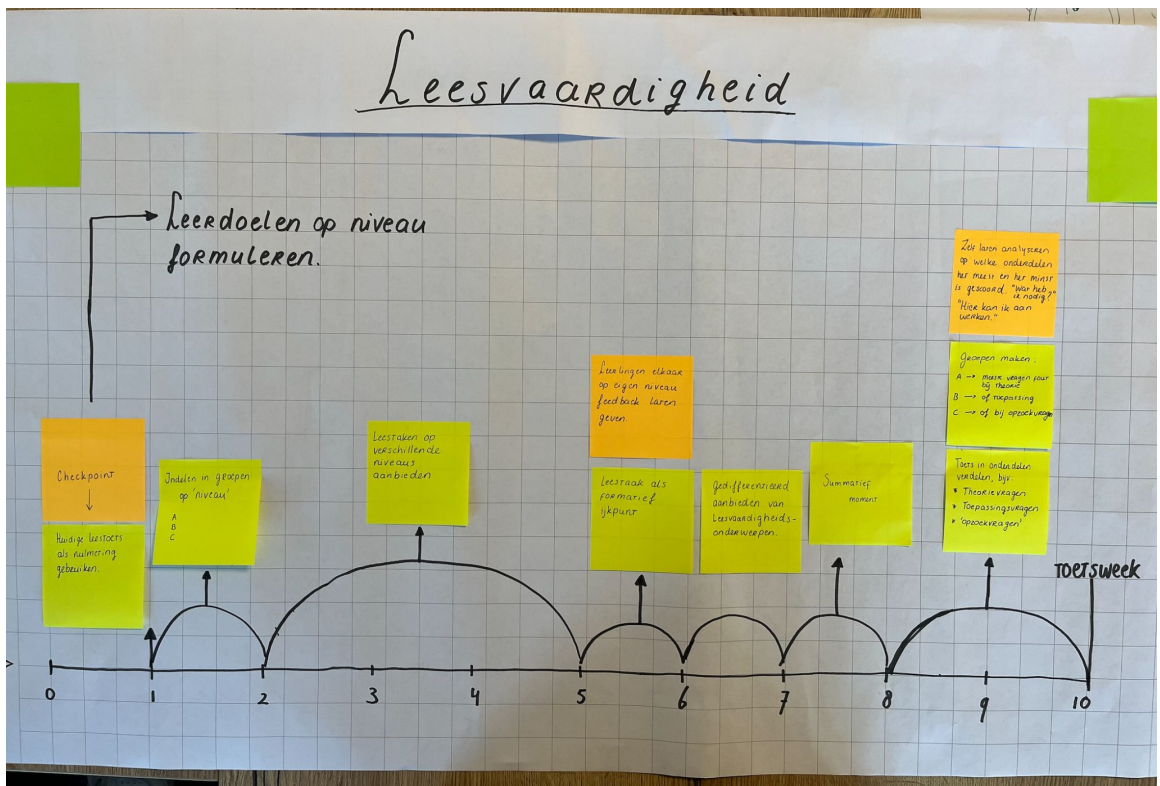 Leesvaardigheid
Leerdoelen op niveau
formuleren.
Checkpoint
Huidige leestoets
als nulmeting
gebruiken.
Indelen in groepen
op 'niveau'
A
B
C
Leestaken op
verschillende
niveaus
aanbieden
Leerlingen elkaar
op eigen niveau
feedback laten
geven.
Leestaak als
formatief
ijkpunt
Gedifferentieerd
aanbieden van
Leesvaardigheids-
onderwerpen.
Summatief
moment
Zelf laten analyseren
op welke onderdelen
het meest en het minst
is gescoord. "Wat heb
ik nodig?"
"Hier kan ik aan
werken."
Groepen maken:
A → meeste vragen fout
bij theorie
B → of toepassing
C → of bij opzoekvragen
Toets in onderdelen
verdelen, bijv:
* Theorievragen
* Toepassingsvragen
* 'opzoekvragen'
TOETSWEEK
0 1 2 3 4 5 6 7 8 9 10